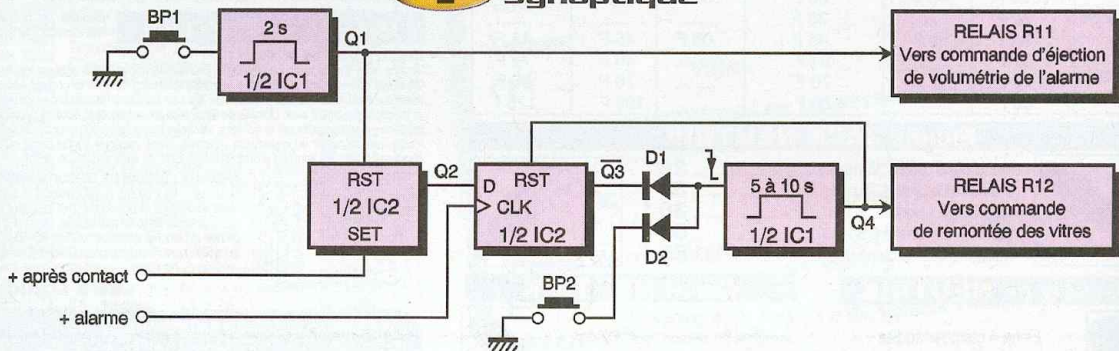 synoptique
BP1
2 s
1/2 IC1
Q1
RELAIS R11
Vers commande d'éjection
de volumétrie de l'alarme
RST
1/2 IC2
SET
Q2
D
RST
CLK
1/2 IC2
Q3
D1
D2
5 à 10 s
1/2 IC1
Q4
RELAIS R12
Vers commande
de remontée des vitres
+ après contact
+ alarme
BP2